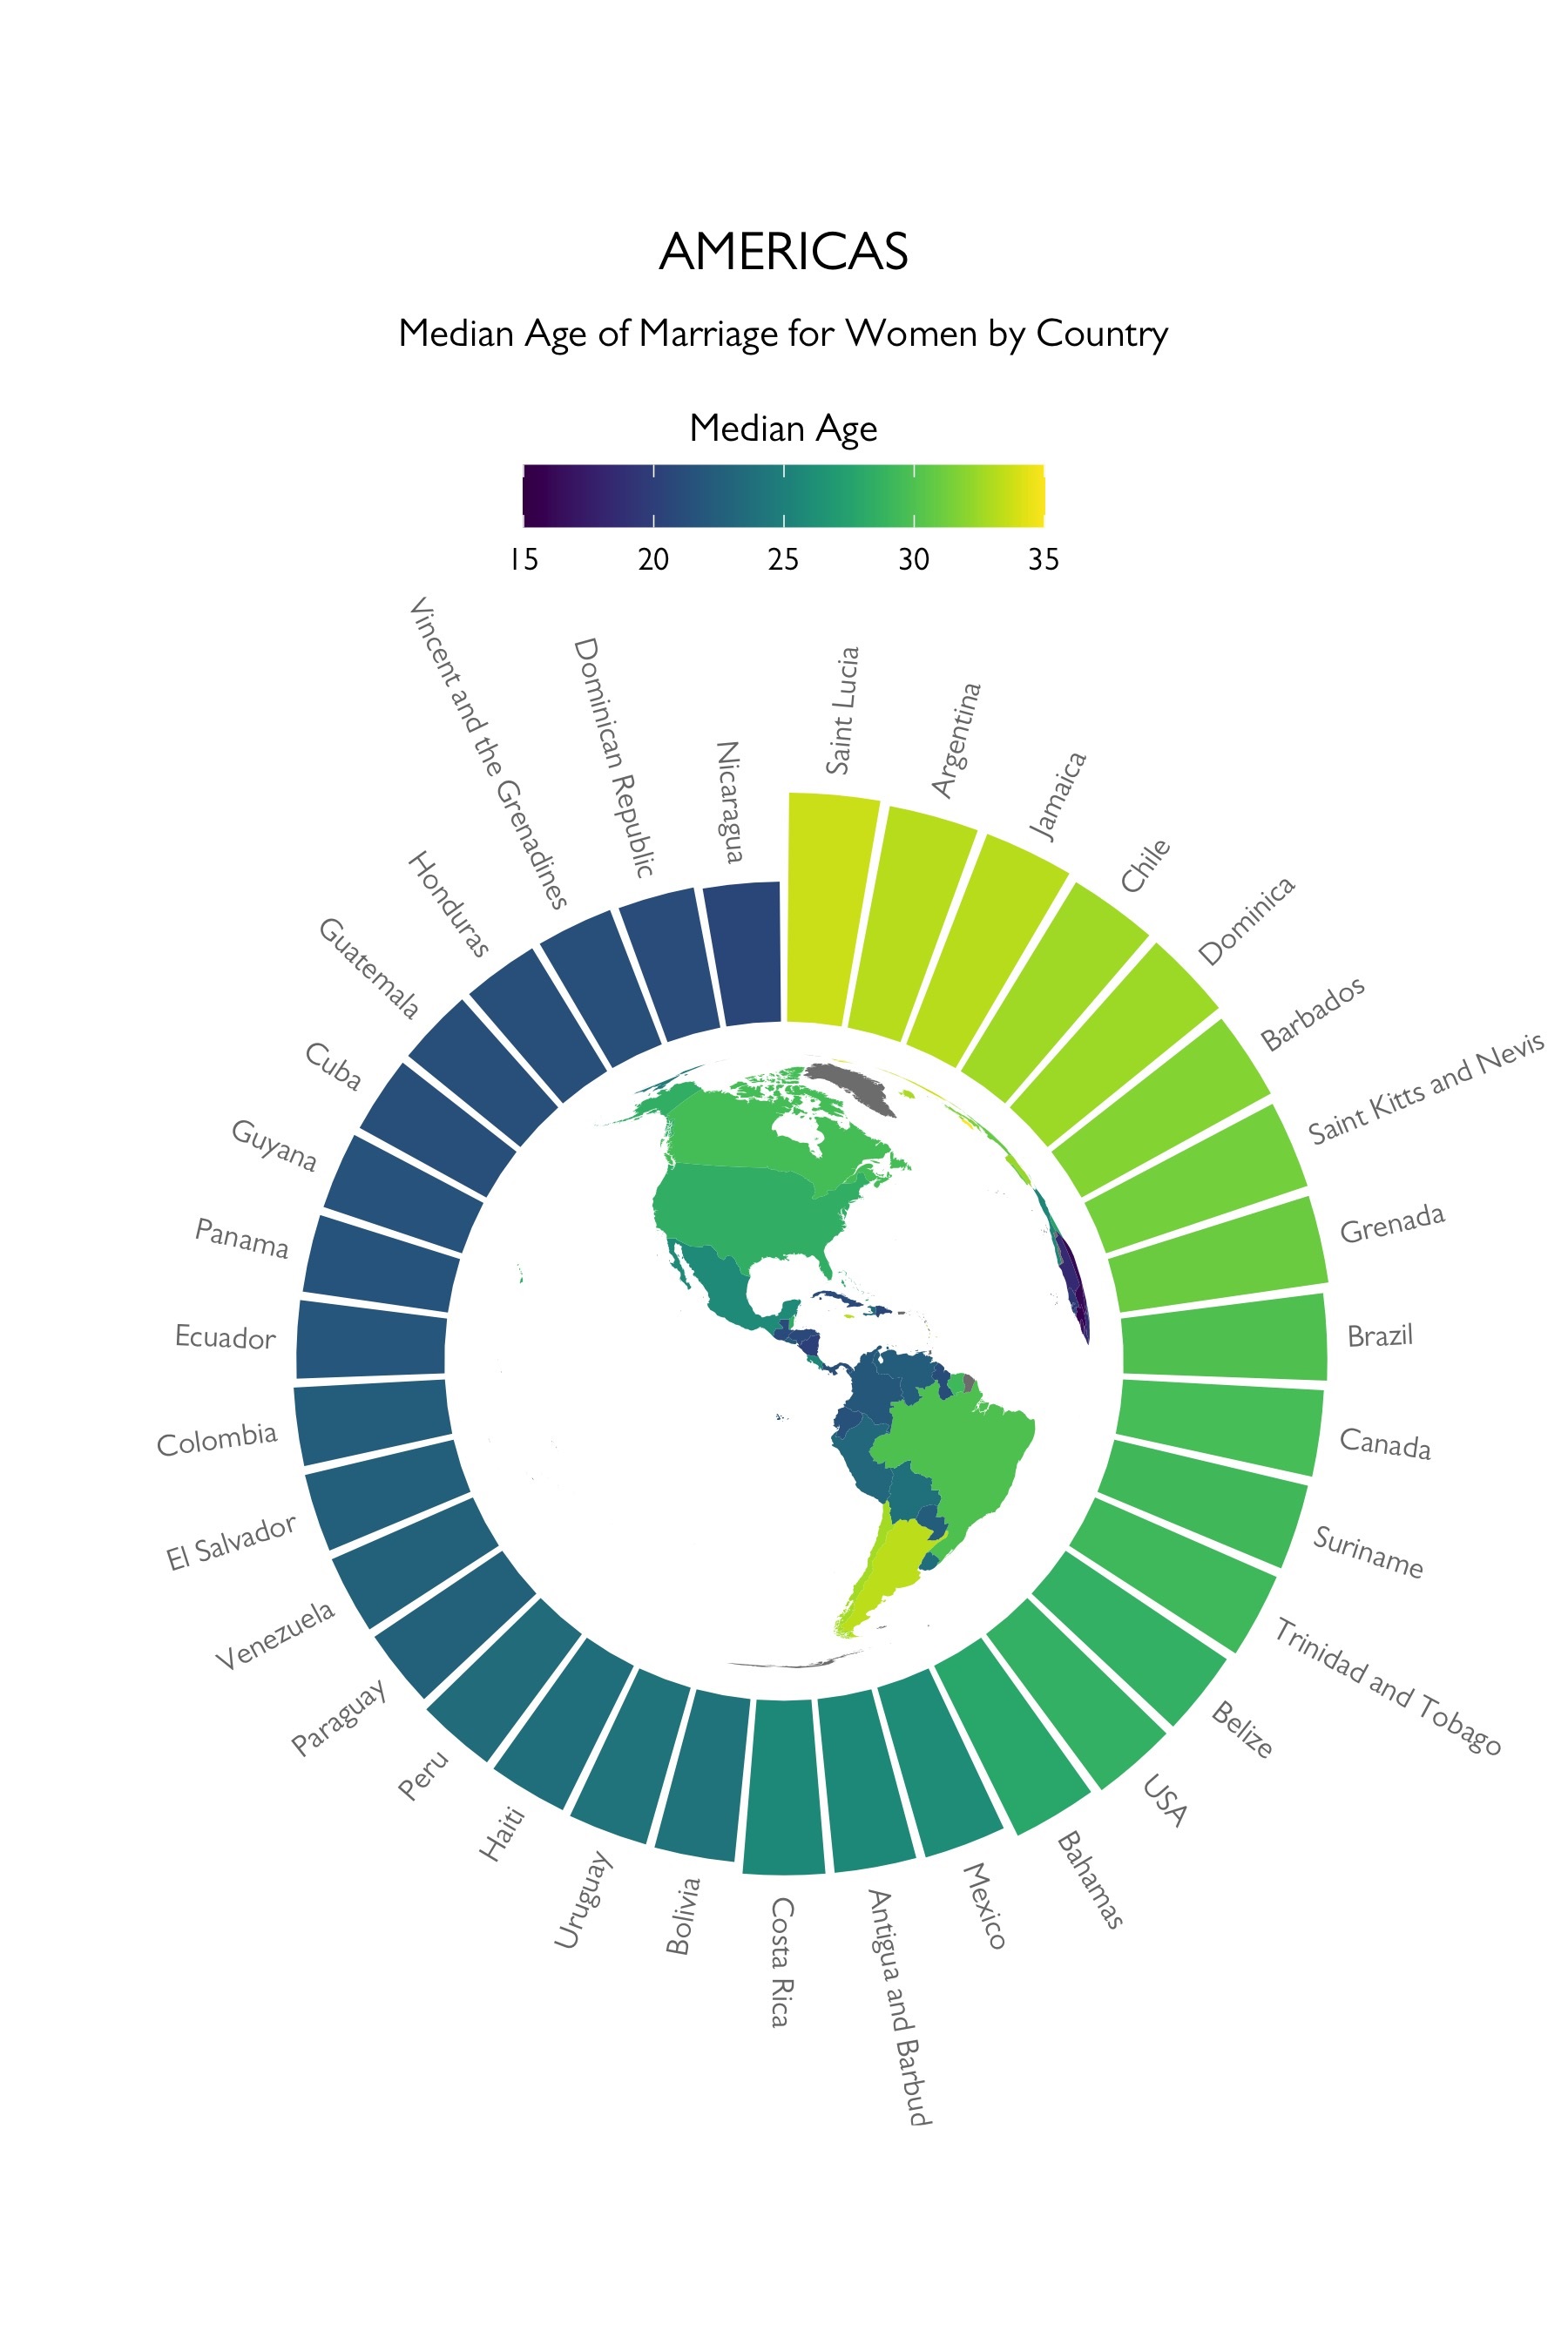 AMERICAS
Median Age of Marriage for Women by Country
Median Age
15 20 25 30 35
Saint Lucia
Argentina
Jamaica
Chile
Dominica
Barbados
Saint Kitts and Nevis
Grenada
Brazil
Canada
Suriname
Trinidad and Tobago
Belize
USA
Bahamas
Mexico
Antigua and Barbud
Costa Rica
Bolivia
Uruguay
Haiti
Peru
Paraguay
Venezuela
El Salvador
Colombia
Ecuador
Panama
Guyana
Cuba
Guatemala
Honduras
Vincent and the Grenadines
Dominican Republic
Nicaragua